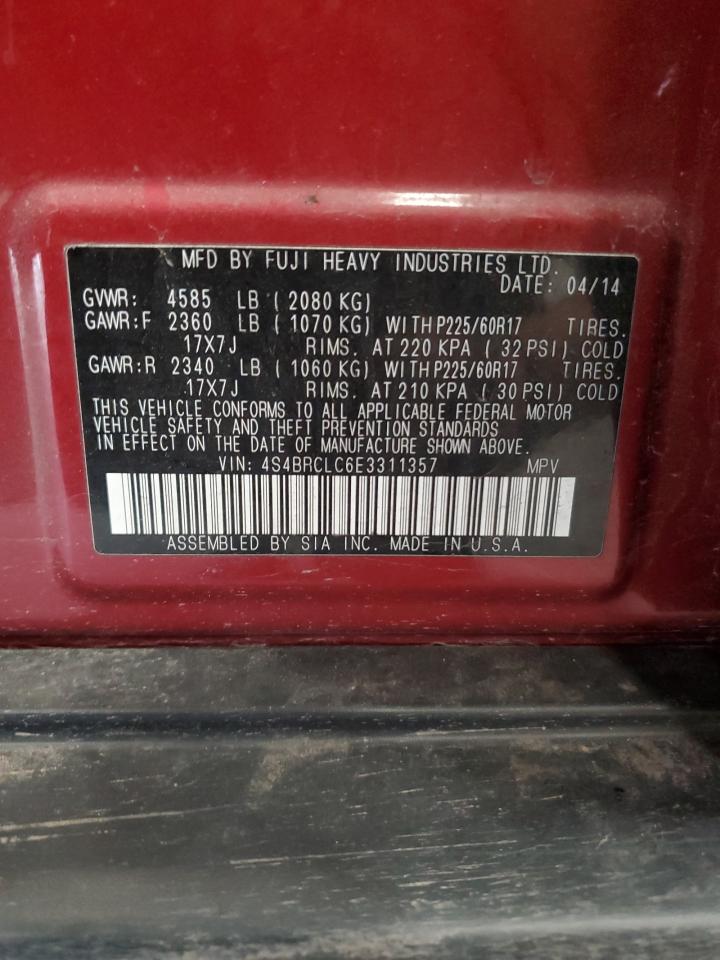 MFD BY FUJI HEAVY INDUSTRIES LTD.
DATE: 04/14
GVWR: 4585 LB ( 2080 KG)
GAWR:F 2360 LB ( 1070 KG) WITH P225/60R17 TIRES.
17X7J RIMS. AT 220 KPA ( 32 PSI) COLD
GAWR:R 2340 LB ( 1060 KG) WITH P225/60R17 TIRES.
17X7J RIMS. AT 210 KPA ( 30 PSI) COLD
THIS VEHICLE CONFORMS TO ALL APPLICABLE FEDERAL MOTOR
VEHICLE SAFETY AND THEFT PREVENTION STANDARDS
IN EFFECT ON THE DATE OF MANUFACTURE SHOWN ABOVE.
VIN: 4S4BRCLC6E3311357 MPV
ASSEMBLED BY SIA INC. MADE IN U.S.A.